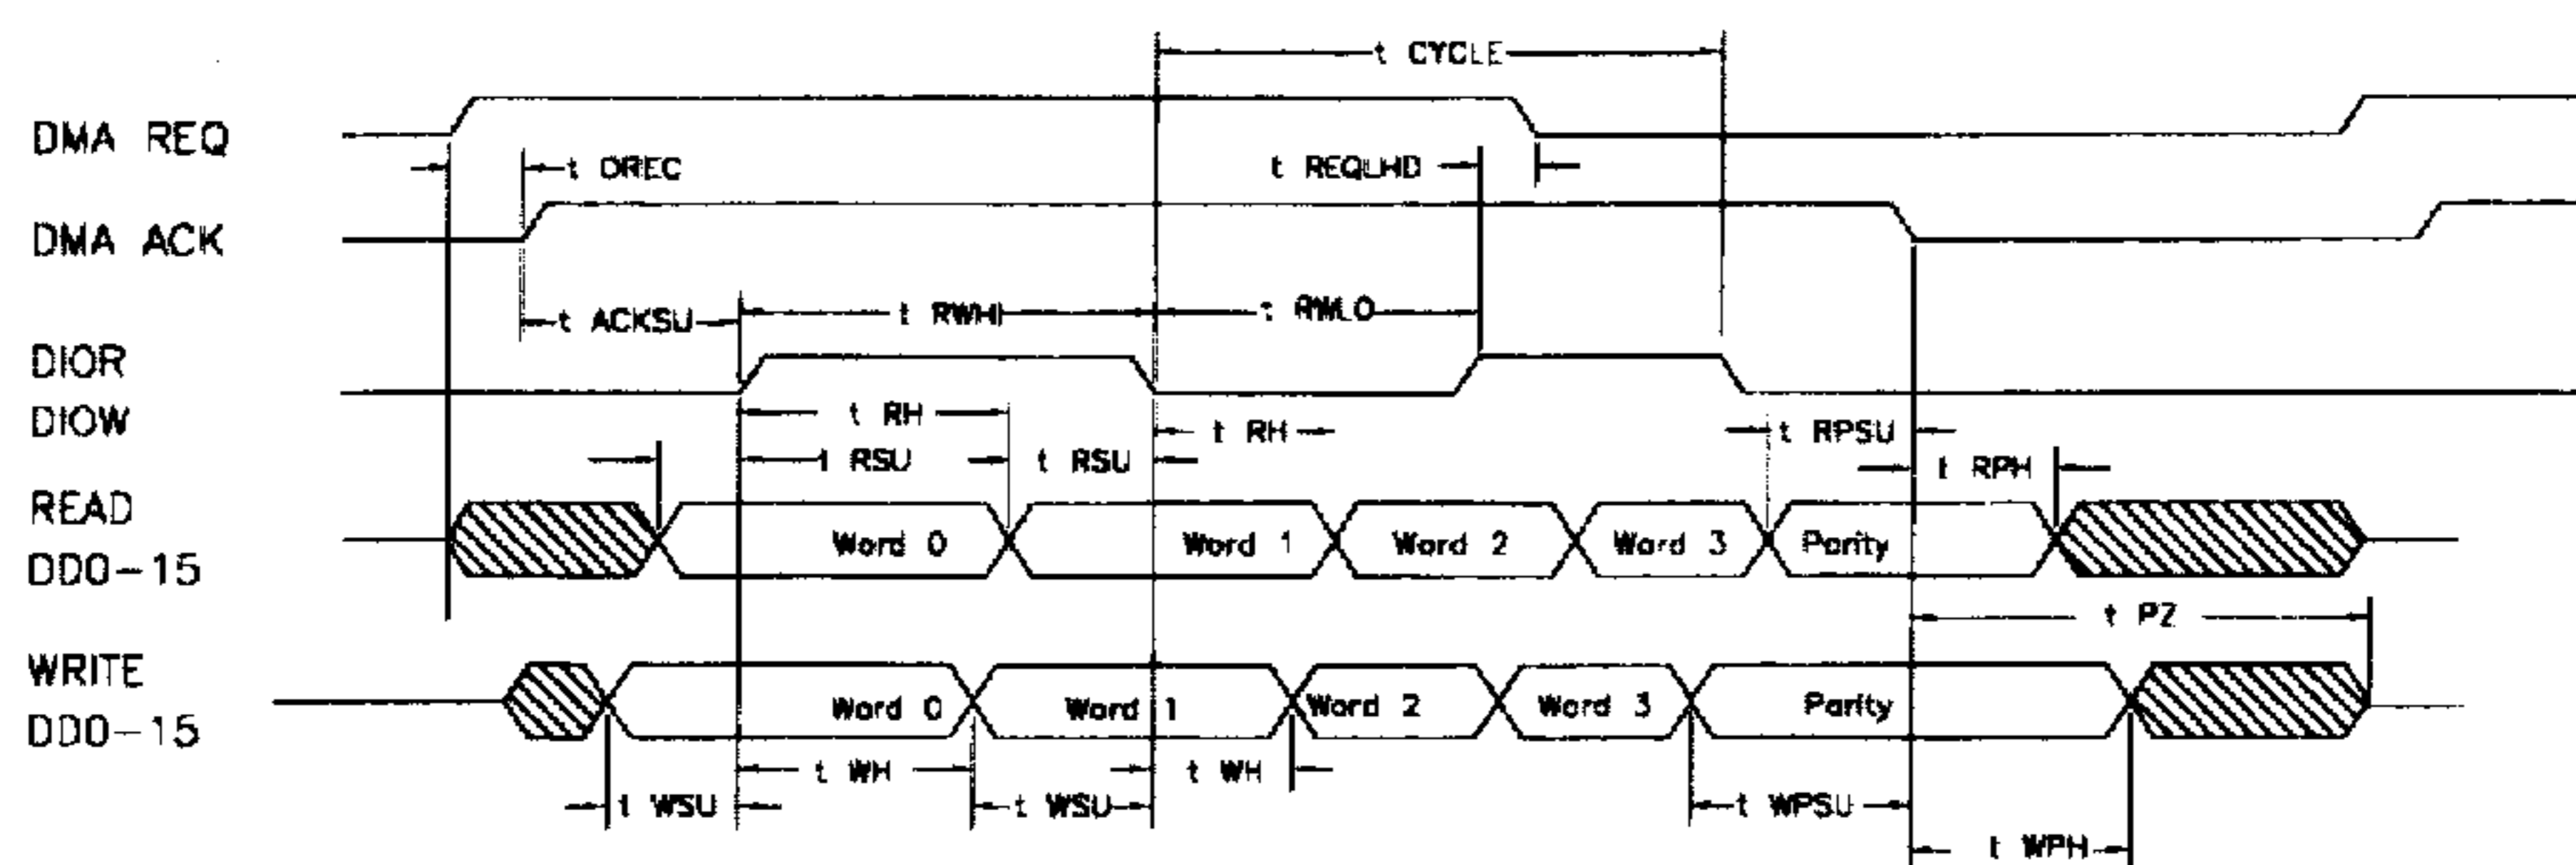 t CYCLE
DMA REQ
t OREC
t REQLHD
DMA ACK
t ACKSU
t RWHI
t RWLO
DIOR
DIOW
t RH
t RH
t RPSU
t RSU
t RSU
t RPH
READ
DD0-15
Word 0
Word 1
Word 2
Word 3
Parity
t PZ
WRITE
DD0-15
Word 0
Word 1
Word 2
Word 3
Parity
t WH
t WH
t WSU
t WSU
t WPSU
t WPH